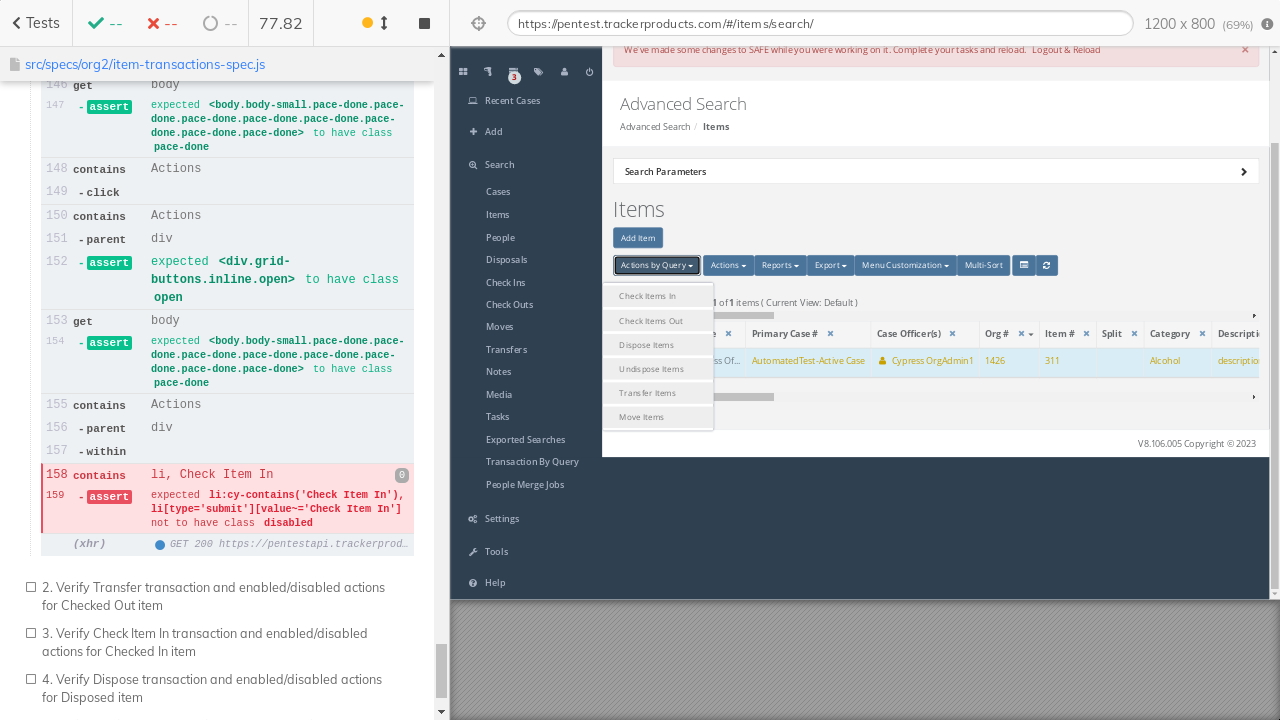 Tests
--
--
--
77.82
https://pentest.trackerproducts.com/#/items/search/
1200 x 800 (69%)
src/specs/org2/item-transactions-spec.js
146 get body
147 - assert expected <body.body-small.pace-done.pace-
done.pace-done.pace-done.pace-done.pace-
done.pace-done.pace-done> to have class
pace-done
148 contains Actions
149 - click
150 contains Actions
151 - parent div
152 - assert expected <div.grid-
buttons.inline.open> to have class
open
153 get body
154 - assert expected <body.body-small.pace-done.pace-
done.pace-done.pace-done.pace-done.pace-
done.pace-done.pace-done> to have class
pace-done
155 contains Actions
156 - parent div
157 - within
158 contains li, Check Item In 0
159 - assert expected li:cy-contains('Check Item In'),
li[type='submit'][value~='Check Item In']
not to have class disabled
(xhr) GET 200 https://pentestapi.trackerprod…
2. Verify Transfer transaction and enabled/disabled actions
for Checked Out item
3. Verify Check Item In transaction and enabled/disabled
actions for Checked In item
4. Verify Dispose transaction and enabled/disabled actions
for Disposed item
3
Recent Cases
Add
Search
Cases
Items
People
Disposals
Check Ins
Check Outs
Moves
Transfers
Notes
Media
Tasks
Exported Searches
Transaction By Query
People Merge Jobs
Settings
Tools
Help
We've made some changes to SAFE while you were working on it. Complete your tasks and reload. Logout & Reload ×
Advanced Search
Advanced Search / Items
Search Parameters
Items
Add Item
Actions by Query Actions Reports Export Menu Customization Multi-Sort
Check Items In
Check Items Out
Dispose Items
Undispose Items
Transfer Items
Move Items
1 of 1 items ( Current View: Default )
Primary Case # Case Officer(s) Org # Item # Split Category
AutomatedTest-Active Case Cypress OrgAdmin1 1426 311 Alcohol
V8.106.005 Copyright © 2023